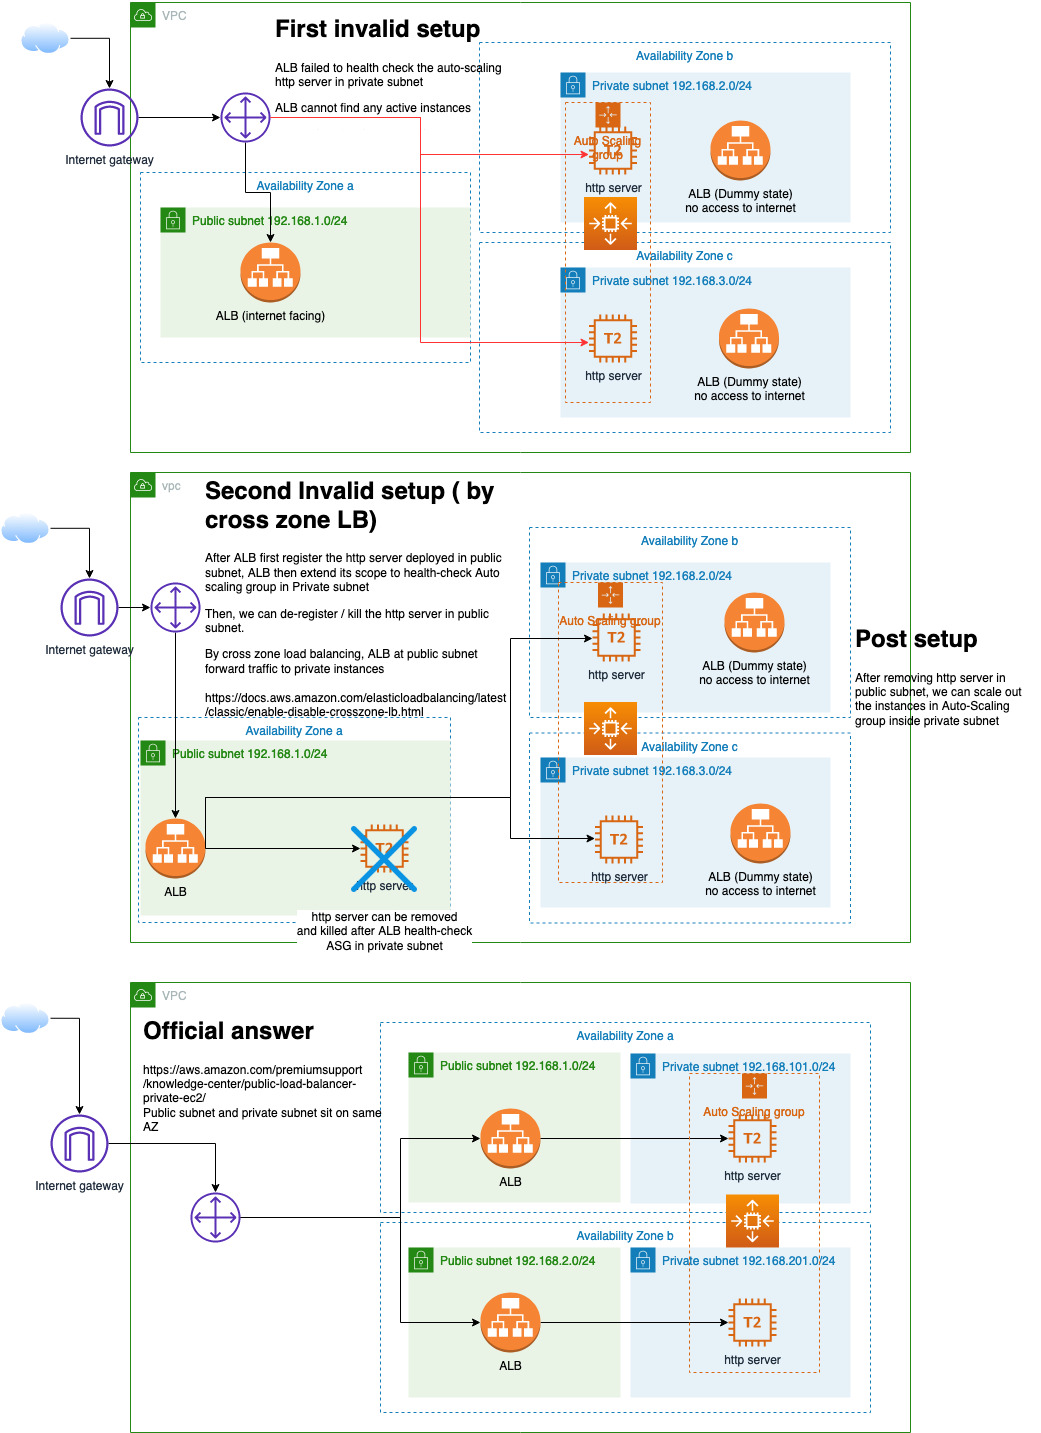 VPC
First invalid setup
ALB failed to health check the auto-scaling
http server in private subnet
ALB cannot find any active instances
Internet gateway
Availability Zone b
Private subnet 192.168.2.0/24
Auto Scaling
group
T2
http server
ALB (Dummy state)
no access to internet
Availability Zone a
Public subnet 192.168.1.0/24
ALB (internet facing)
Availability Zone c
Private subnet 192.168.3.0/24
T2
http server
ALB (Dummy state)
no access to internet
vpc
Second Invalid setup ( by
cross zone LB)
After ALB first register the http server deployed in public
subnet, ALB then extend its scope to health-check Auto
scaling group in Private subnet
Then, we can de-register / kill the http server in public
subnet.
By cross zone load balancing, ALB at public subnet
forward traffic to private instances
https://docs.aws.amazon.com/elasticloadbalancing/latest
/classic/enable-disable-crosszone-lb.html
Internet gateway
Availability Zone b
Private subnet 192.168.2.0/24
Auto Scaling group
T2
http server
ALB (Dummy state)
no access to internet
Post setup
After removing http server in
public subnet, we can scale out
the instances in Auto-Scaling
group inside private subnet
Availability Zone a
Public subnet 192.168.1.0/24
ALB
T2
http server
http server can be removed
and killed after ALB health-check
ASG in private subnet
Availability Zone c
Private subnet 192.168.3.0/24
T2
http server
ALB (Dummy state)
no access to internet
VPC
Official answer
https://aws.amazon.com/premiumsupport
/knowledge-center/public-load-balancer-
private-ec2/
Public subnet and private subnet sit on same
AZ
Internet gateway
Availability Zone a
Public subnet 192.168.1.0/24
ALB
Private subnet 192.168.101.0/24
Auto Scaling group
T2
http server
Availability Zone b
Public subnet 192.168.2.0/24
ALB
Private subnet 192.168.201.0/24
T2
http server